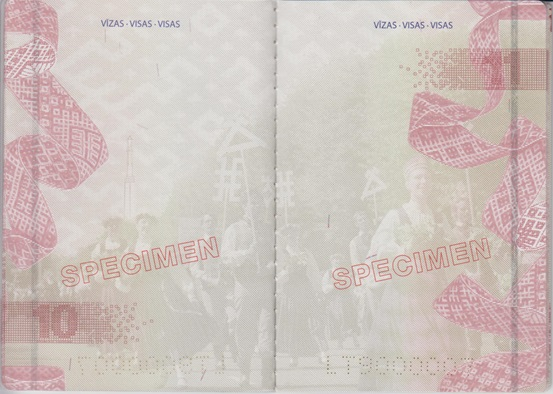 VĪZAS · VISAS · VISAS
SPECIMEN
10
VĪZAS · VISAS · VISAS
11
SPECIMEN